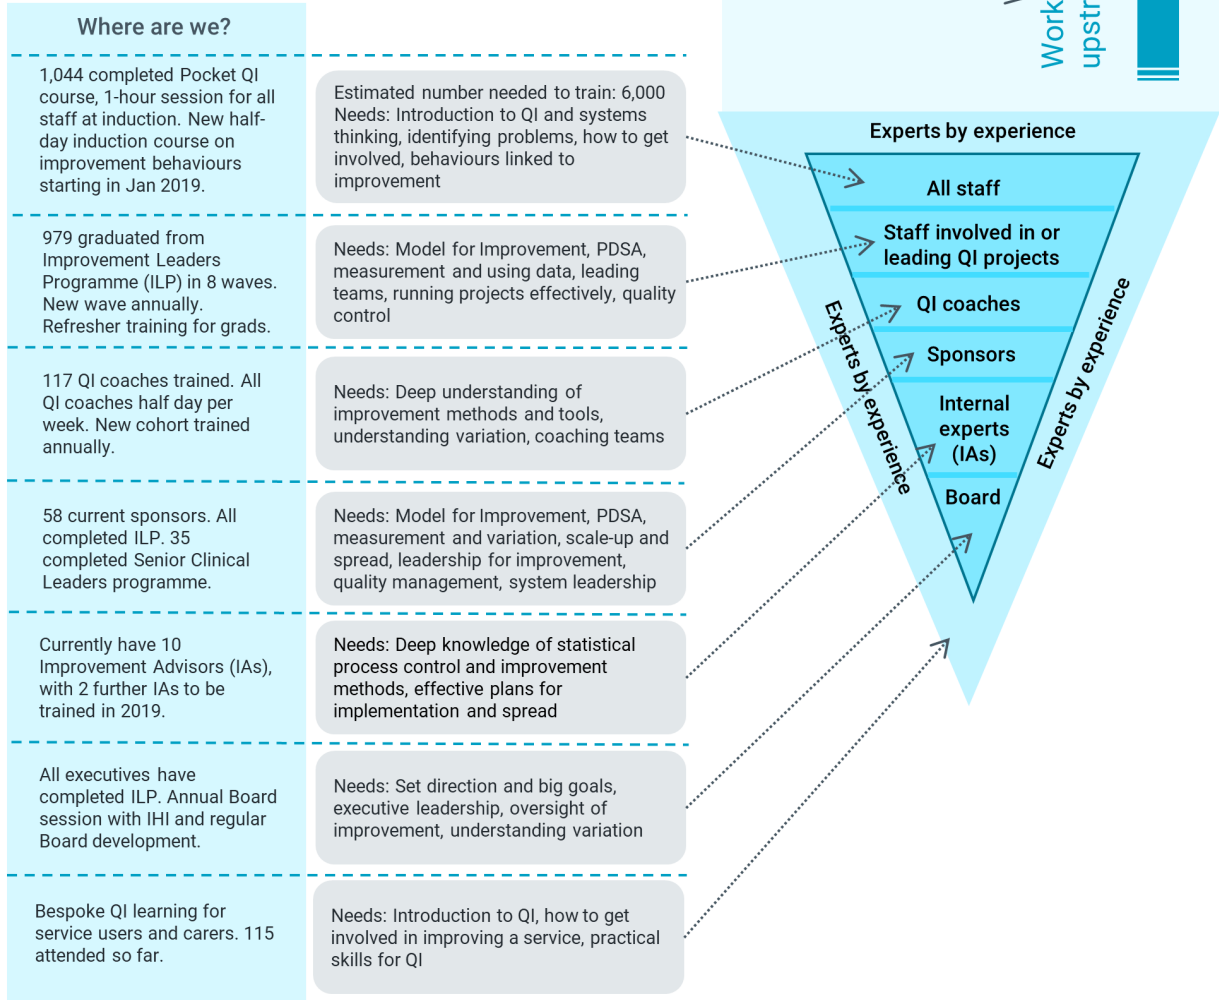 Where are we?
1,044 completed Pocket QI
course, 1-hour session for all
staff at induction. New half-
day induction course on
improvement behaviours
starting in Jan 2019.
Estimated number needed to train: 6,000
Needs: Introduction to QI and systems
thinking, identifying problems, how to get
involved, behaviours linked to
improvement
979 graduated from
Improvement Leaders
Programme (ILP) in 8 waves.
New wave annually.
Refresher training for grads.
Needs: Model for Improvement, PDSA,
measurement and using data, leading
teams, running projects effectively, quality
control
117 QI coaches trained. All
QI coaches half day per
week. New cohort trained
annually.
Needs: Deep understanding of
improvement methods and tools,
understanding variation, coaching teams
58 current sponsors. All
completed ILP. 35
completed Senior Clinical
Leaders programme.
Needs: Model for Improvement, PDSA,
measurement and variation, scale-up and
spread, leadership for improvement,
quality management, system leadership
Currently have 10
Improvement Advisors (IAs),
with 2 further IAs to be
trained in 2019.
Needs: Deep knowledge of statistical
process control and improvement
methods, effective plans for
implementation and spread
All executives have
completed ILP. Annual Board
session with IHI and regular
Board development.
Needs: Set direction and big goals,
executive leadership, oversight of
improvement, understanding variation
Bespoke QI learning for
service users and carers. 115
attended so far.
Needs: Introduction to QI, how to get
involved in improving a service, practical
skills for QI
Work
upstr
Experts by experience
All staff
Staff involved in or
leading QI projects
QI coaches
Sponsors
Internal
experts
(IAs)
Board
Experts by experience
Experts by experience